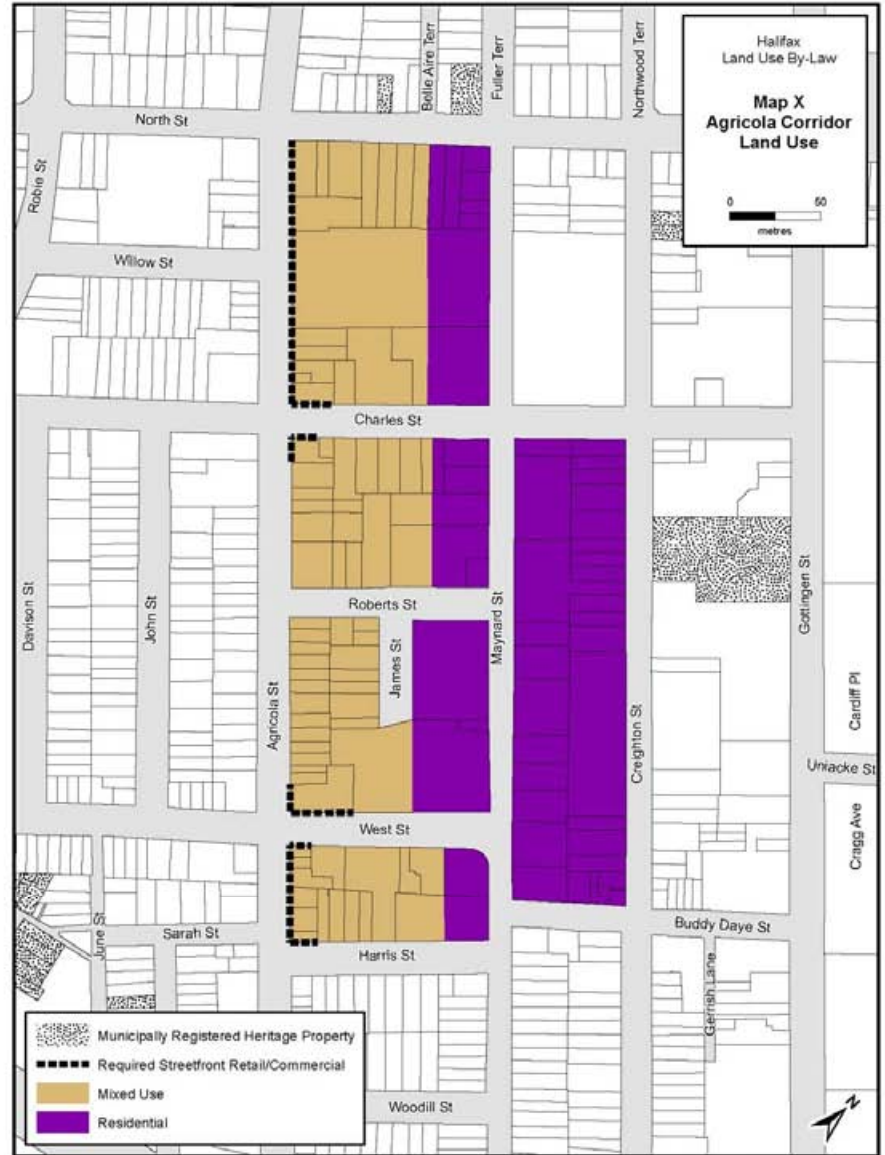 Belle Aire Terr
Fuller Terr
Northwood Terr
Halifax
Land Use By-Law
Map X
Agricola Corridor
Land Use
0 50
metres
North St
Robie St
Willow St
Charles St
Davison St
John St
Agricola St
Roberts St
James St
Maynard St
Creighton St
Gottingen St
Cardiff Pl
Uniacke St
Cragg Ave
West St
June St
Sarah St
Harris St
Buddy Daye St
Gerrish Lane
Woodill St
Municipally Registered Heritage Property
Required Streetfront Retail/Commercial
Mixed Use
Residential
N